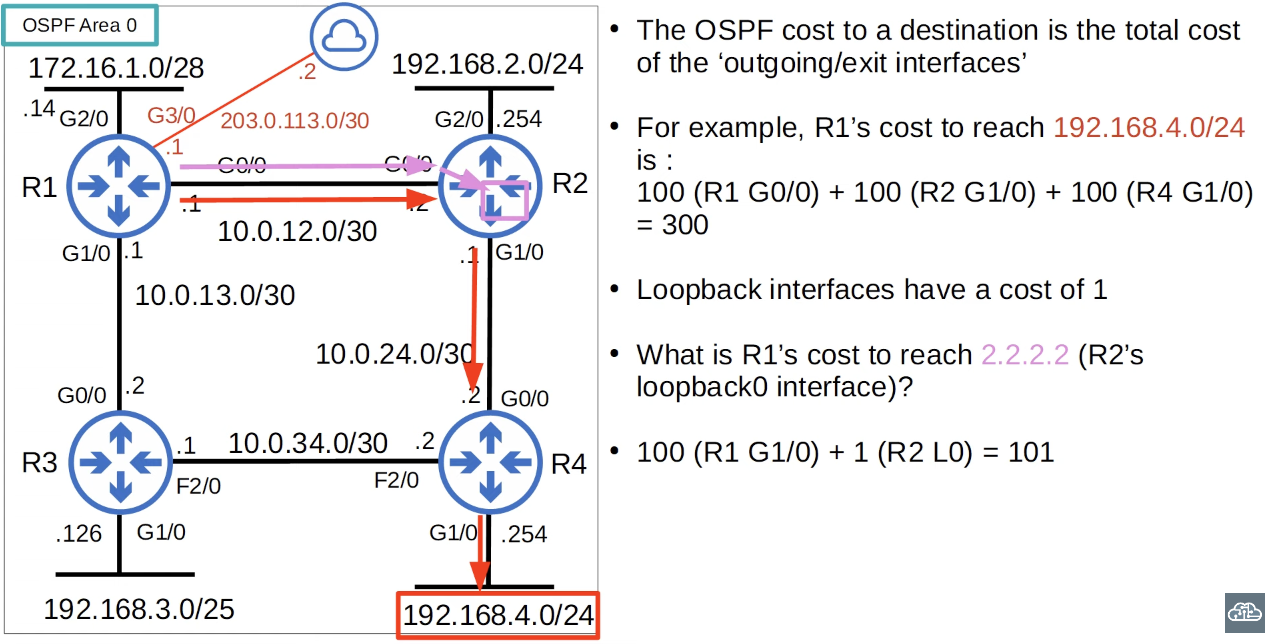 OSPF Area 0
172.16.1.0/28
192.168.2.0/24
.2
.14
G2/0
G3/0
203.0.113.0/30
G2/0
.254
.1
G0/0
G0/0
R1
R2
.1
.2
10.0.12.0/30
G1/0
.1
.1
G1/0
10.0.13.0/30
10.0.24.0/30
G0/0
.2
.2
G0/0
.1
10.0.34.0/30
.2
R3
R4
F2/0
F2/0
.126
G1/0
G1/0
.254
192.168.3.0/25
192.168.4.0/24
• The OSPF cost to a destination is the total cost
of the ‘outgoing/exit interfaces’
• For example, R1’s cost to reach 192.168.4.0/24
is :
100 (R1 G0/0) + 100 (R2 G1/0) + 100 (R4 G1/0)
= 300
• Loopback interfaces have a cost of 1
• What is R1’s cost to reach 2.2.2.2 (R2’s
loopback0 interface)?
• 100 (R1 G1/0) + 1 (R2 L0) = 101